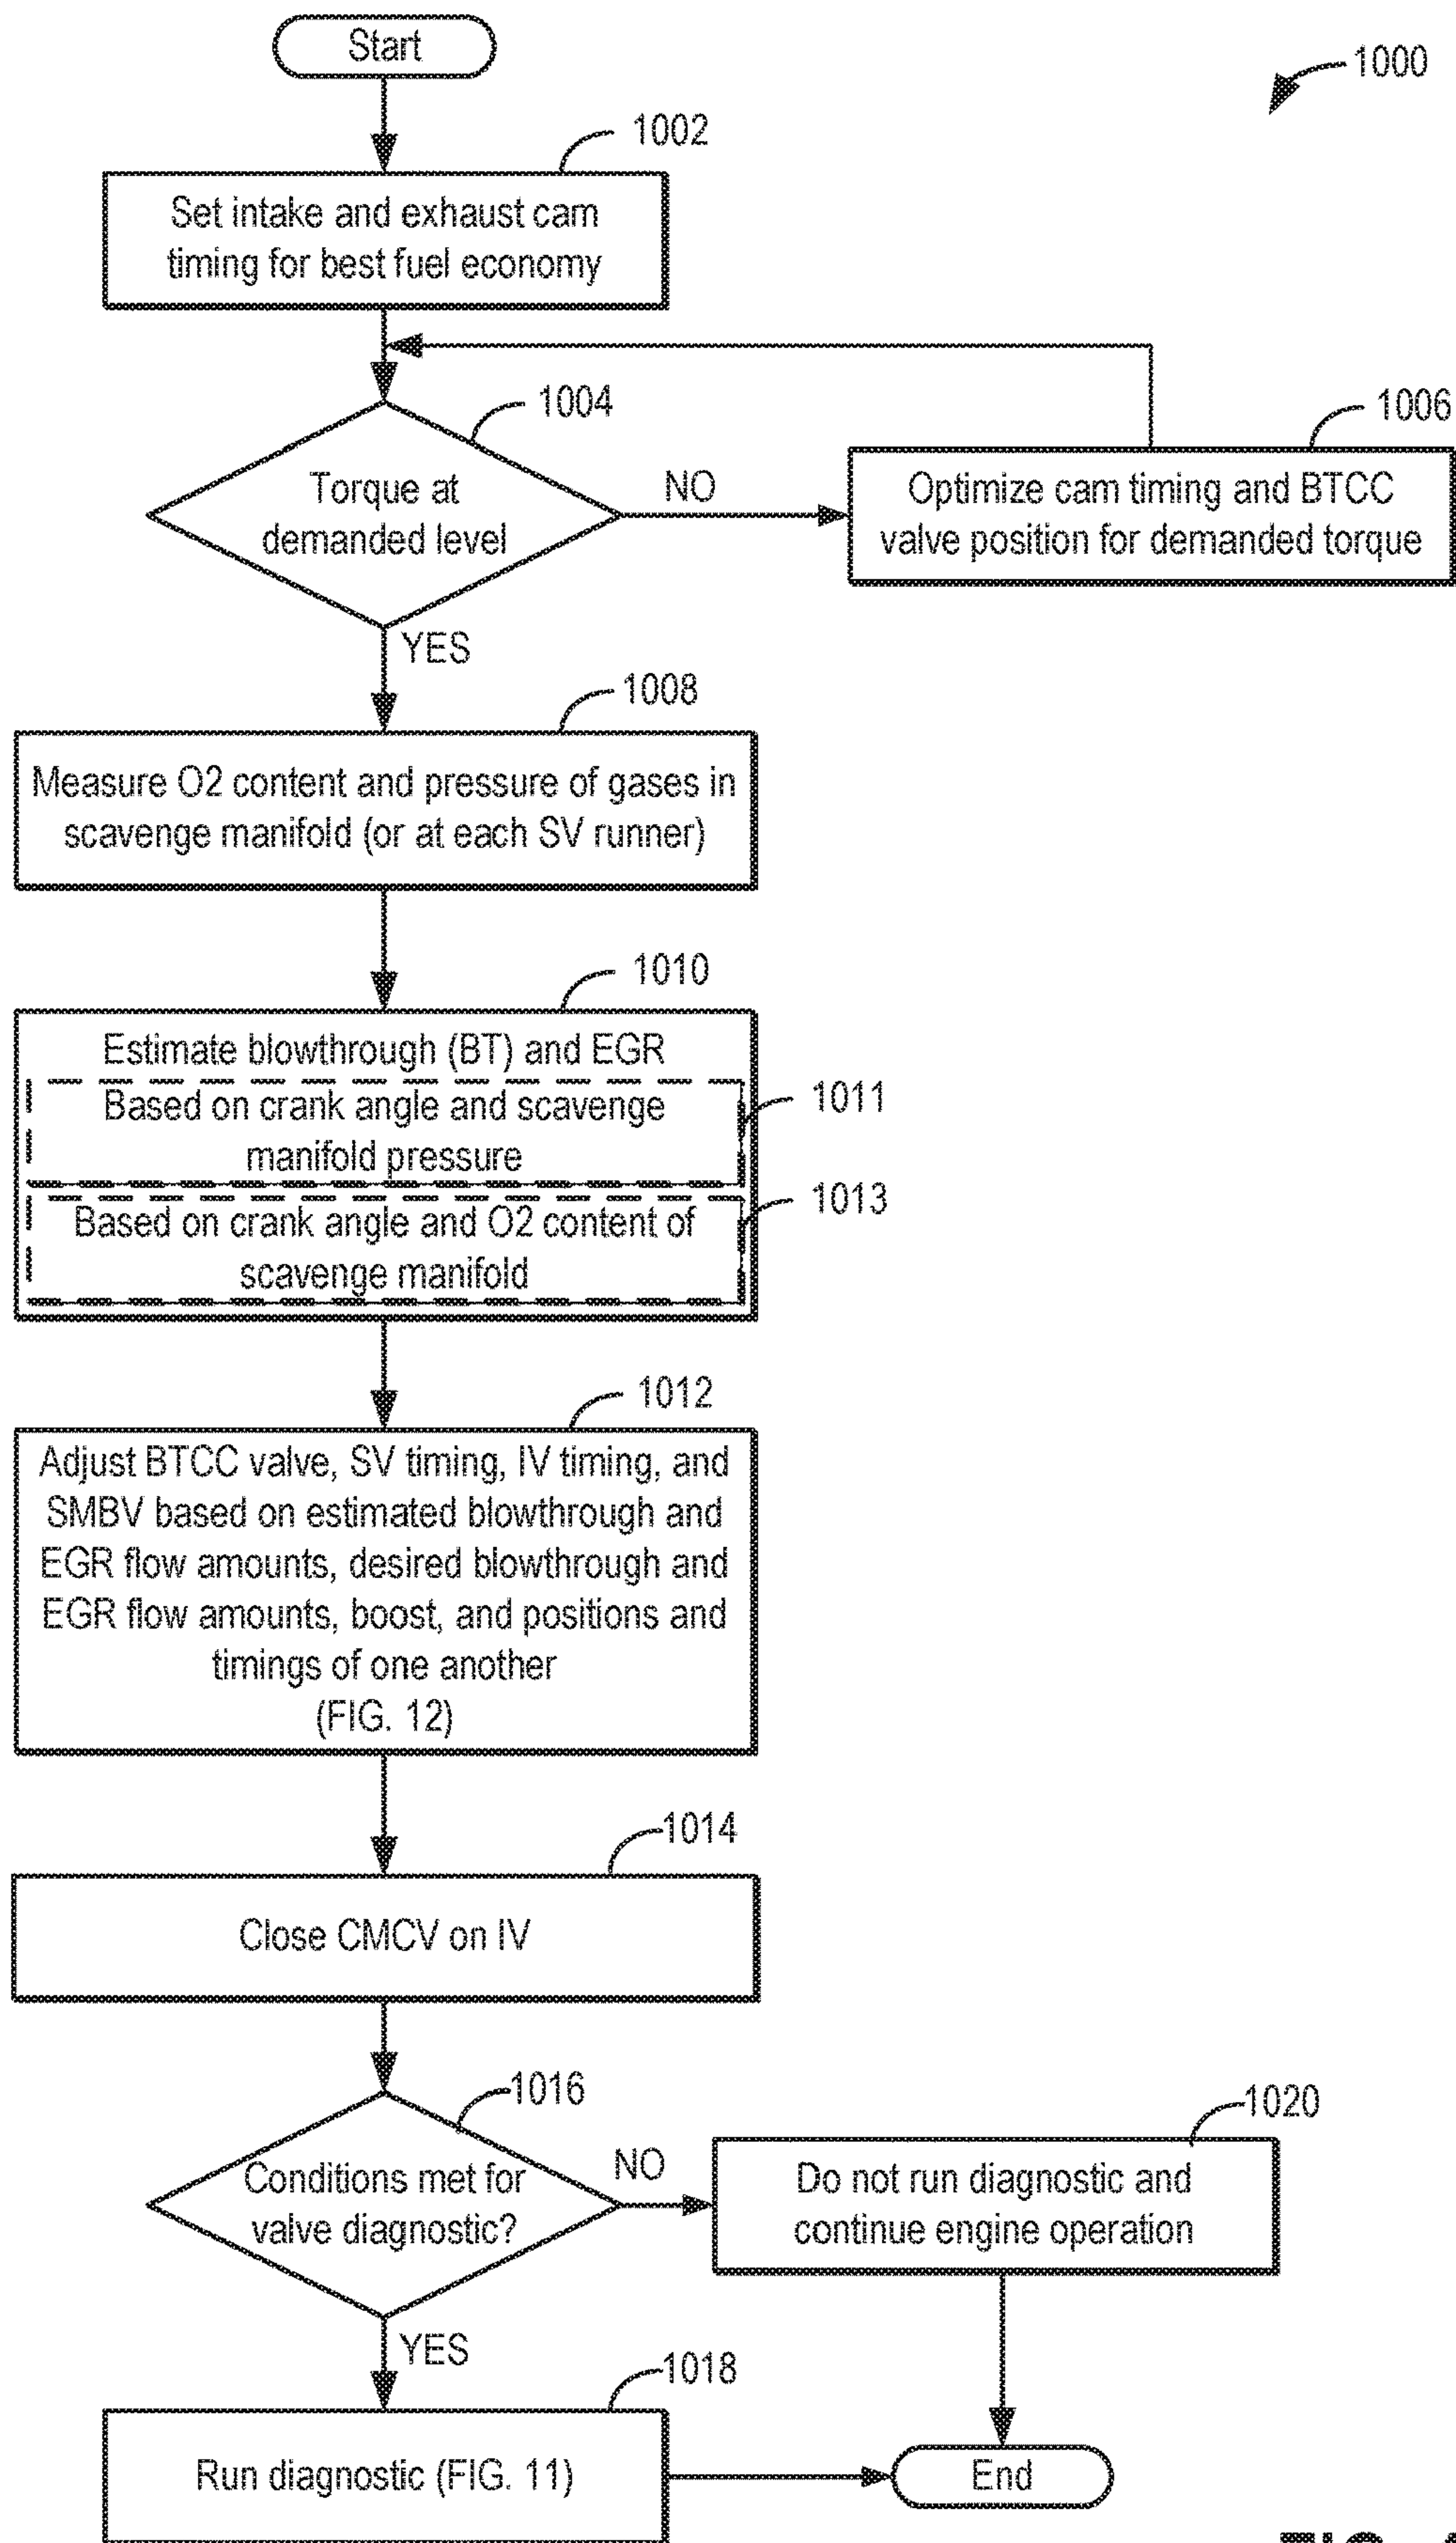 Start
1000
1002
Set intake and exhaust cam
timing for best fuel economy
1004
1006
Torque at
demanded level
NO
Optimize cam timing and BTCC
valve position for demanded torque
YES
1008
Measure O2 content and pressure of gases in
scavenge manifold (or at each SV runner)
1010
Estimate blowthrough (BT) and EGR
1011
Based on crank angle and scavenge
manifold pressure
1013
Based on crank angle and O2 content of
scavenge manifold
1012
Adjust BTCC valve, SV timing, IV timing, and
SMBV based on estimated blowthrough and
EGR flow amounts, desired blowthrough and
EGR flow amounts, boost, and positions and
timings of one another
(FIG. 12)
1014
Close CMCV on IV
1016
1020
Conditions met for
valve diagnostic?
NO
Do not run diagnostic and
continue engine operation
YES
1018
Run diagnostic (FIG. 11)
End